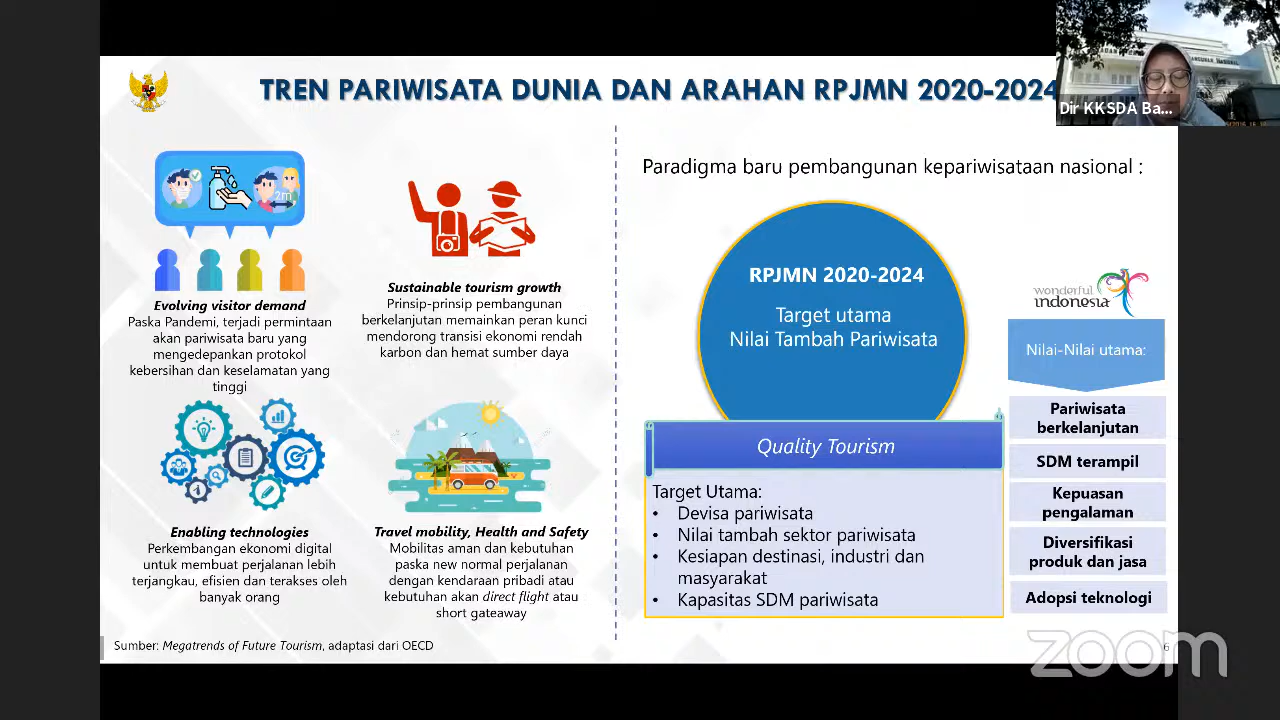 TREN PARIWISATA DUNIA DAN ARAHAN RPJMN 2020-2024
Dir KKSDA Ba...
2m
Evolving visitor demand
Paska Pandemi, terjadi permintaan
akan pariwisata baru yang
mengedepankan protokol
kebersihan dan keselamatan yang
tinggi
Sustainable tourism growth
Prinsip-prinsip pembangunan
berkelanjutan memainkan peran kunci
mendorong transisi ekonomi rendah
karbon dan hemat sumber daya
Enabling technologies
Perkembangan ekonomi digital
untuk membuat perjalanan lebih
terjangkau, efisien dan terakses oleh
banyak orang
Travel mobility, Health and Safety
Mobilitas aman dan kebutuhan
paska new normal perjalanan
dengan kendaraan pribadi atau
kebutuhan akan direct flight atau
short gateaway
Sumber: Megatrends of Future Tourism, adaptasi dari OECD
Paradigma baru pembangunan kepariwisataan nasional :
RPJMN 2020-2024
Target utama
Nilai Tambah Pariwisata
Quality Tourism
Target Utama:
• Devisa pariwisata
• Nilai tambah sektor pariwisata
• Kesiapan destinasi, industri dan
masyarakat
• Kapasitas SDM pariwisata
wonderful
indonesia
Nilai-Nilai utama:
Pariwisata
berkelanjutan
SDM terampil
Kepuasan
pengalaman
Diversifikasi
produk dan jasa
Adopsi teknologi
zoom
6